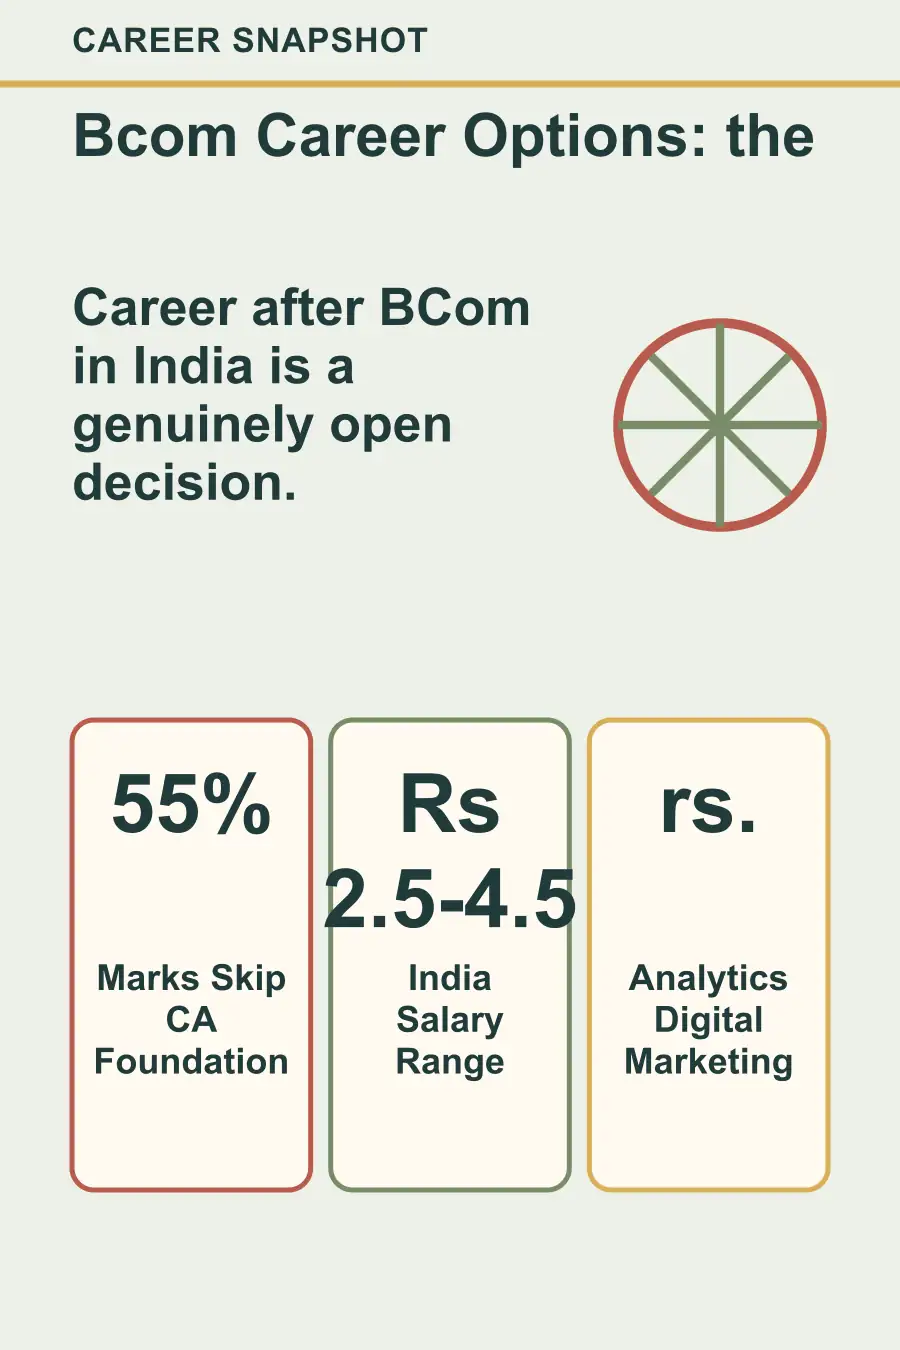 CAREER SNAPSHOT
Bcom Career Options: the
Career after BCom
in India is a
genuinely open
decision.
55%
Marks Skip
CA
Foundation
Rs
2.5-4.5
India
Salary
Range
rs.
Analytics
Digital
Marketing